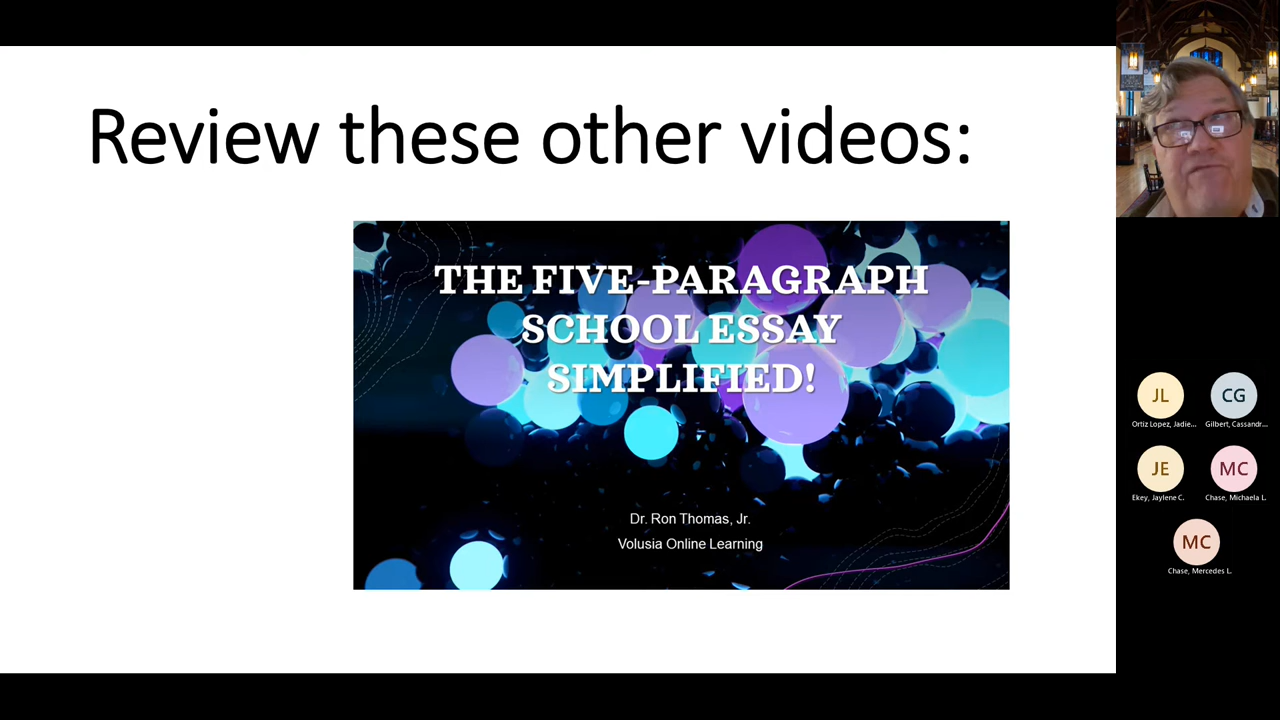 Review these other videos:
THE FIVE-PARAGRAPH
SCHOOL ESSAY
SIMPLIFIED!
Dr. Ron Thomas, Jr.
Volusia Online Learning
JL
Ortiz Lopez, Jadie...
CG
Gilbert, Cassandr...
JE
Ekey, Jaylene C.
MC
Chase, Michaela L.
MC
Chase, Mercedes L.